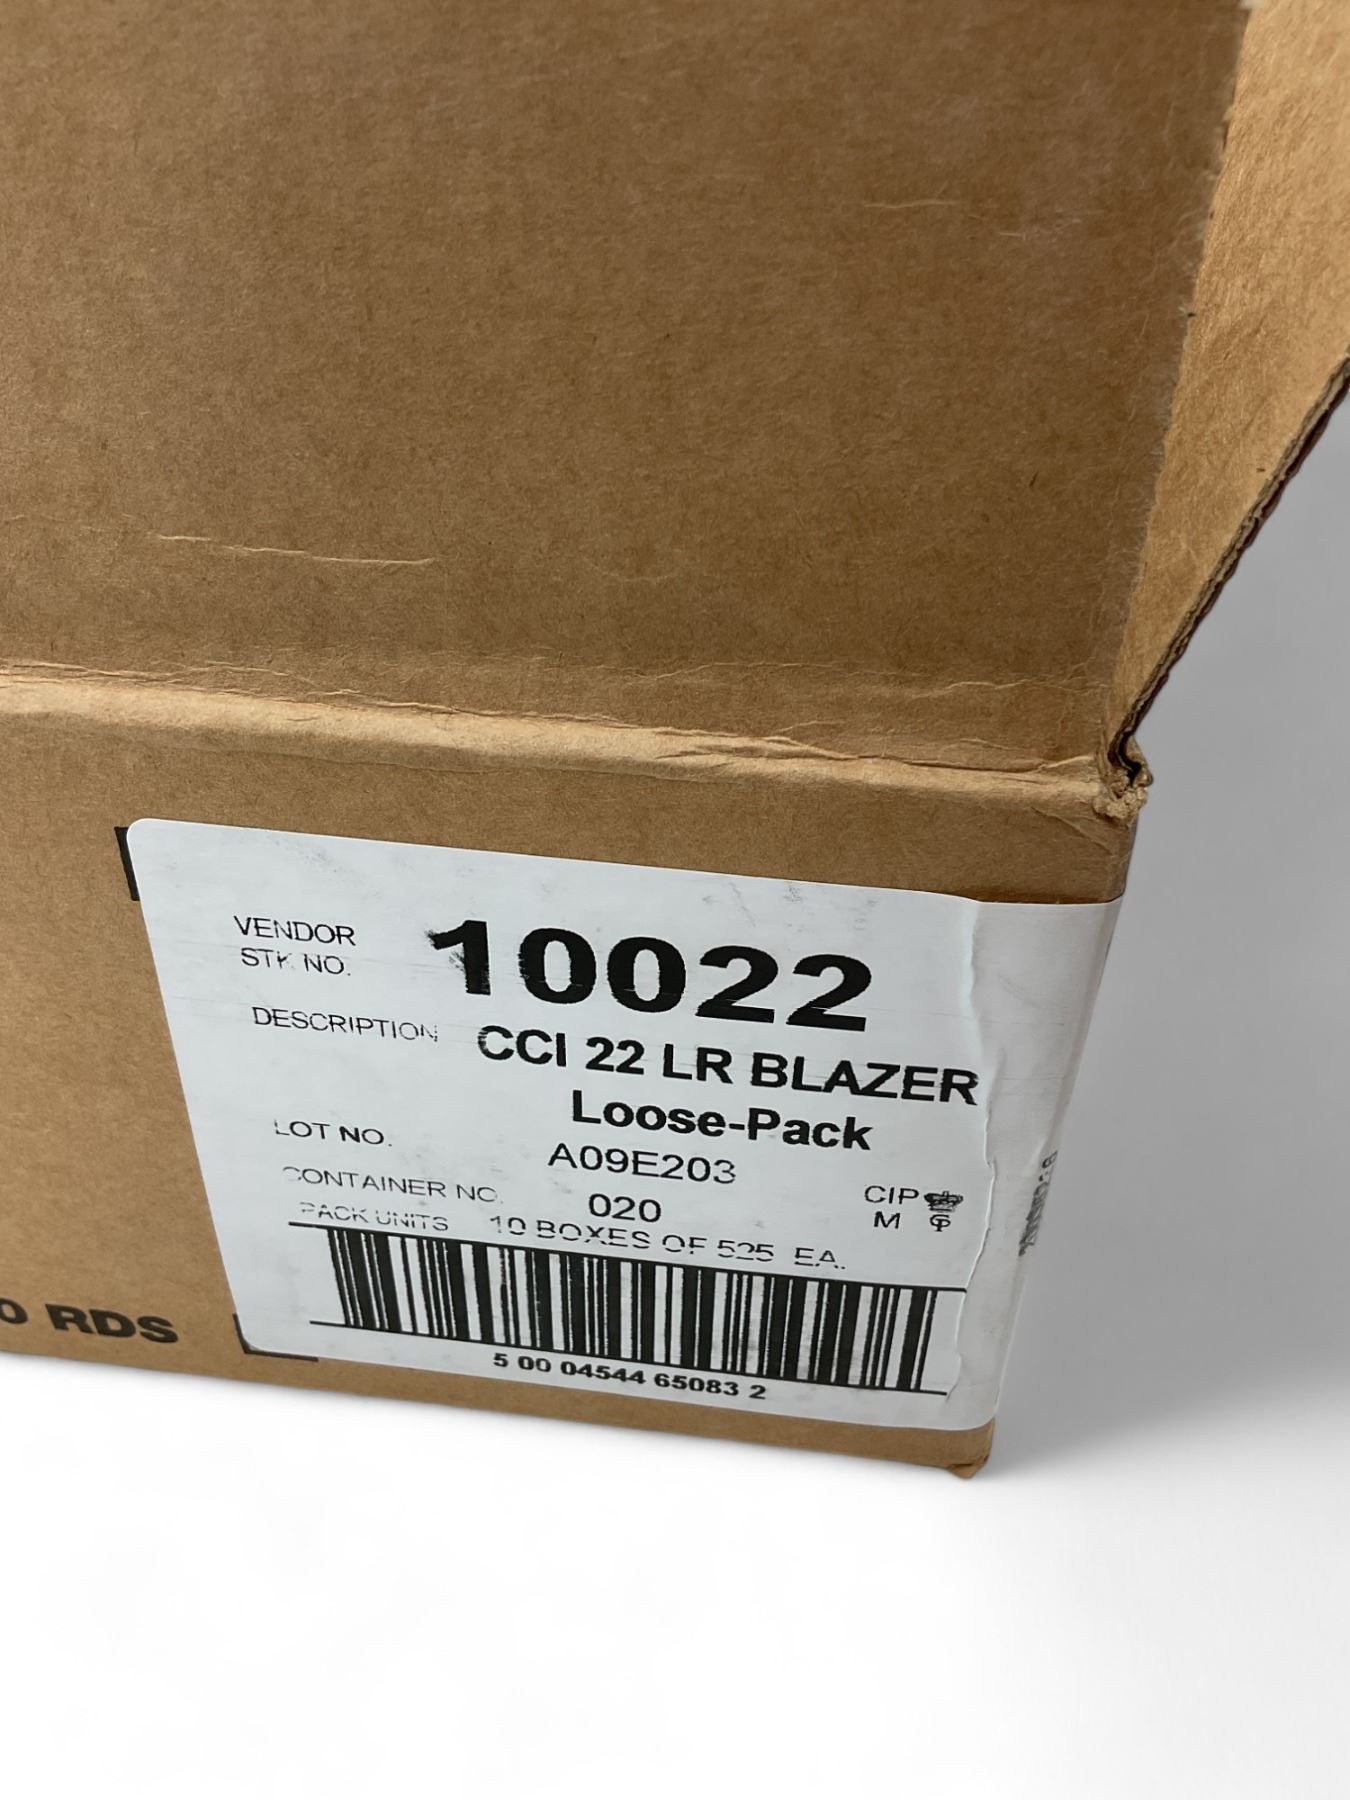 VENDOR
STK NO.
10022
DESCRIPTION
CCI 22 LR BLAZER
Loose-Pack
LOT NO.
A09E203
CONTAINER NO.
020
CIP
M
PACK UNITS 10 BOXES OF 525 EA.
0 RDS
5 00 04544 65083 2